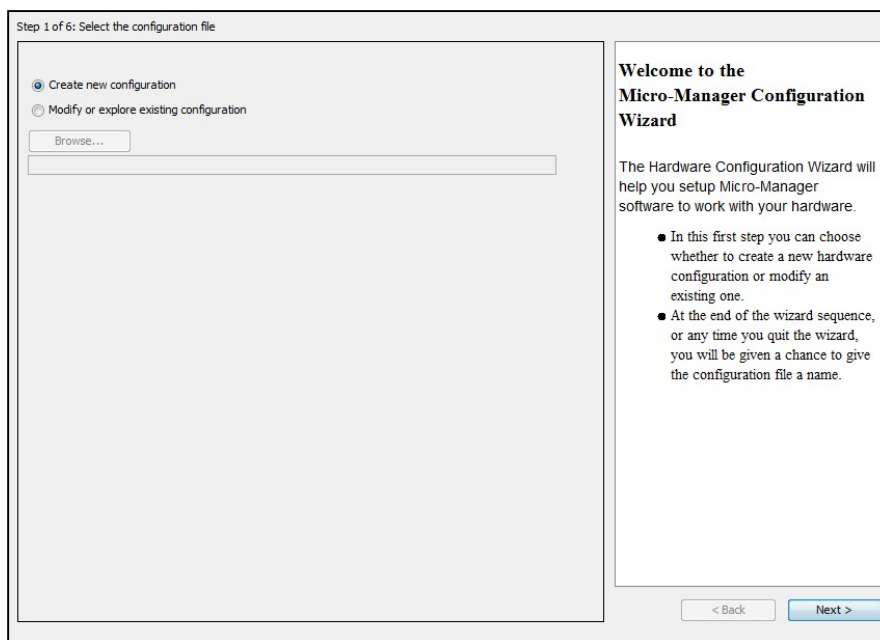 Step 1 of 6: Select the configuration file
Create new configuration
Modify or explore existing configuration
Browse...
Welcome to the
Micro-Manager Configuration
Wizard
The Hardware Configuration Wizard will
help you setup Micro-Manager
software to work with your hardware.
In this first step you can choose
whether to create a new hardware
configuration or modify an
existing one.
At the end of the wizard sequence,
or any time you quit the wizard,
you will be given a chance to give
the configuration file a name.
< Back
Next >